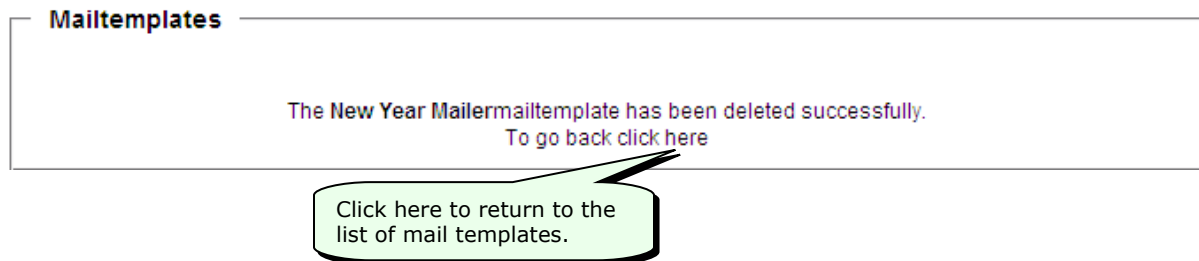 Mailtemplates
The New Year Mailermailtemplate has been deleted successfully.
To go back click here
Click here to return to the
list of mail templates.